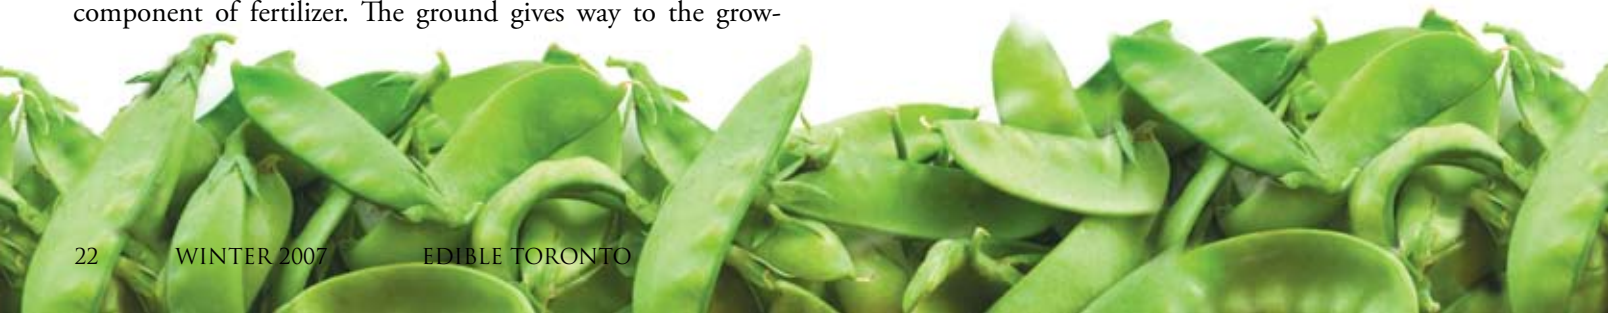 component of fertilizer. The ground gives way to the grow-
22 WINTER 2007 EDIBLE TORONTO